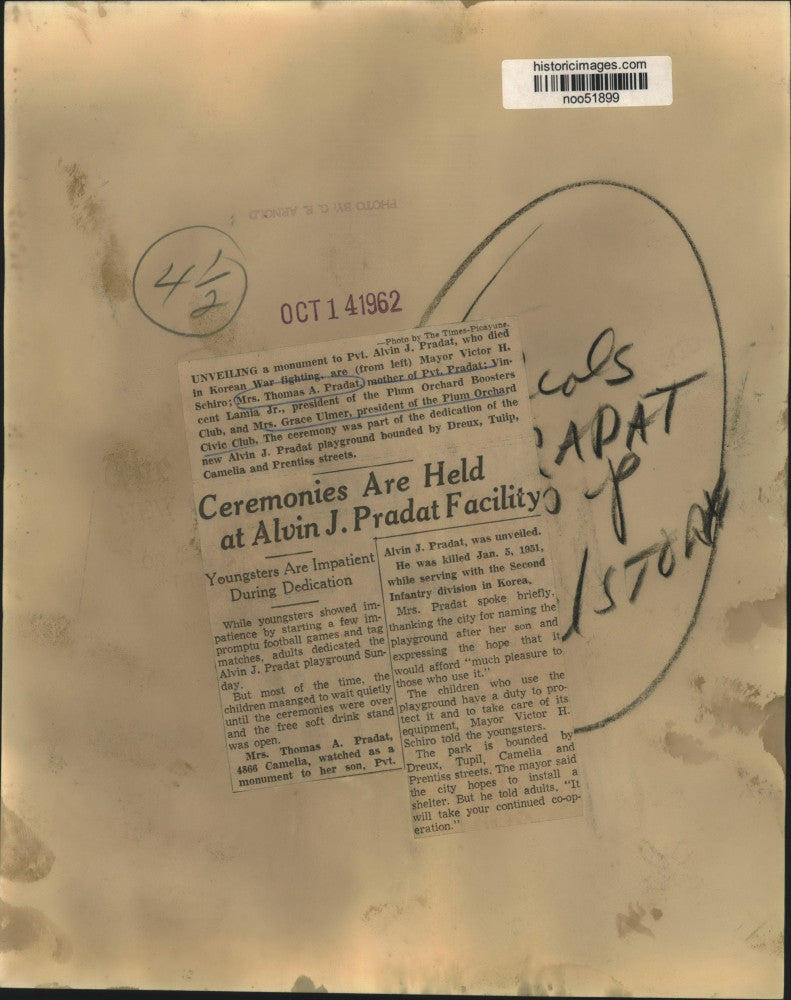 historicimages.com
noo51899
PHOTO BY: G. E. ARNOLD
4 1/2
OCT 14 1962
—Photo by The Times-Picayune.
UNVEILING a monument to Pvt. Alvin J. Pradat, who died
in Korean War fighting, are (from left) Mayor Victor H.
Schiro; Mrs. Thomas A. Pradat, mother of Pvt. Pradat; Vin-
cent Lamia Jr., president of the Plum Orchard Boosters
Club, and Mrs. Grace Ulmer, president of the Plum Orchard
Civic Club. The ceremony was part of the dedication of the
new Alvin J. Pradat playground bounded by Dreux, Tulip,
Camelia and Prentiss streets.
Ceremonies Are Held
at Alvin J. Pradat Facility
Youngsters Are Impatient
During Dedication
While youngsters showed im-
patience by starting a few im-
promptu football games and tag
matches, adults dedicated the
Alvin J. Pradat playground Sun-
day.
But most of the time, the
children maanged to wait quietly
until the ceremonies were over
and the free soft drink stand
was open.
Mrs. Thomas A. Pradat,
4866 Camelia, watched as a
monument to her son, Pvt.
Alvin J. Pradat, was unveiled.
He was killed Jan. 5, 1951,
while serving with the Second
Infantry division in Korea.
Mrs. Pradat spoke briefly,
thanking the city for naming the
playground after her son and
expressing the hope that it
would afford "much pleasure to
those who use it."
The children who use the
playground have a duty to pro-
tect it and to take care of its
equipment, Mayor Victor H.
Schiro told the youngsters.
The park is bounded by
Dreux, Tupil, Camelia and
Prentiss streets. The mayor said
the city hopes to install a
shelter. But he told adults, "It
will take your continued co-op-
eration."
cols
ADAT